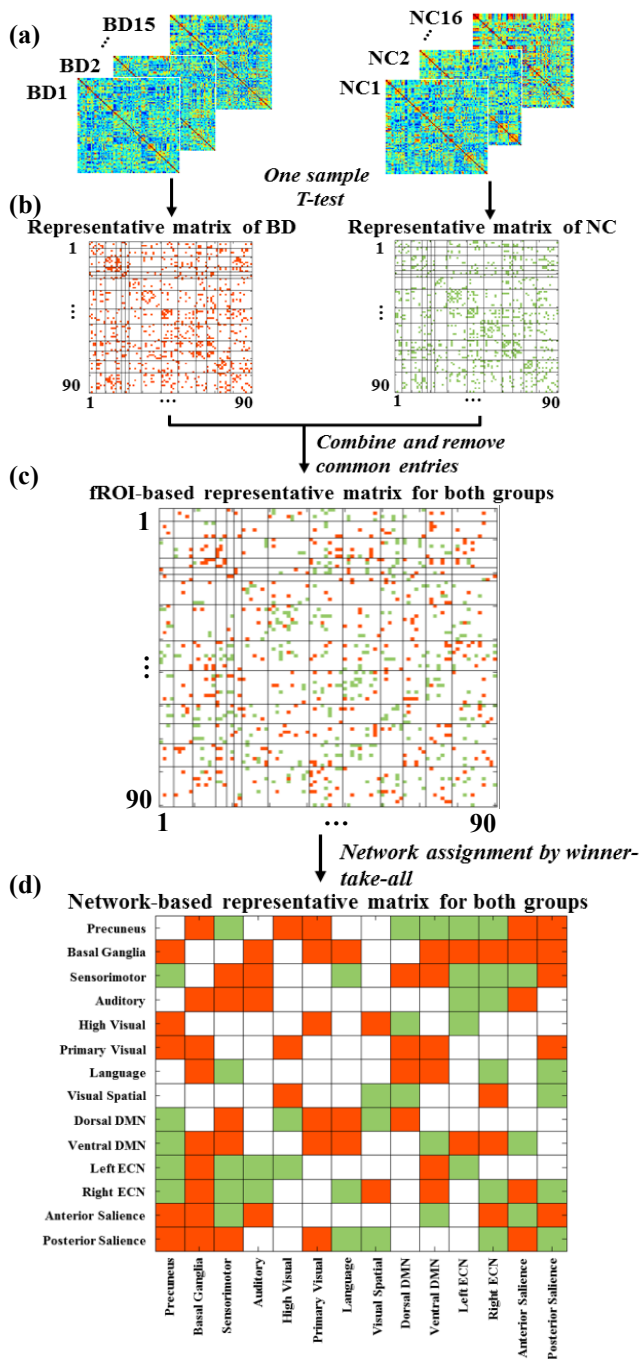 (a)
BD15
⋰
BD2
BD1
NC16
⋰
NC2
NC1
One sample
T-test
(b)
Representative matrix of BD
1
⋮
90
1 ... 90
Representative matrix of NC
1
⋮
90
1 ... 90
Combine and remove
common entries
(c)
fROI-based representative matrix for both groups
1
⋮
90
1 ... 90
Network assignment by winner-
take-all
(d)
Network-based representative matrix for both groups
Precuneus
Basal Ganglia
Sensorimotor
Auditory
High Visual
Primary Visual
Language
Visual Spatial
Dorsal DMN
Ventral DMN
Left ECN
Right ECN
Anterior Salience
Posterior Salience
Precuneus
Basal Ganglia
Sensorimotor
Auditory
High Visual
Primary Visual
Language
Visual Spatial
Dorsal DMN
Ventral DMN
Left ECN
Right ECN
Anterior Salience
Posterior Salience